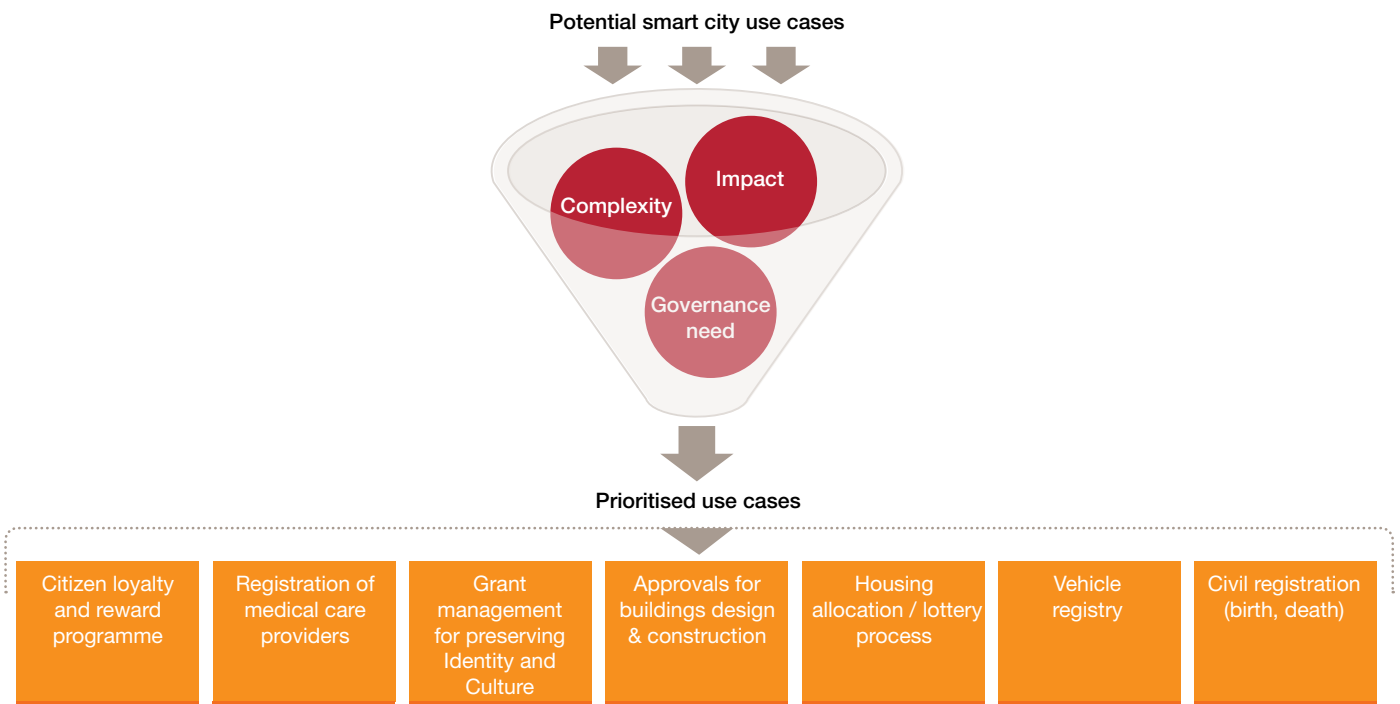 Potential smart city use cases
Impact
Complexity
Governance
need
Prioritised use cases
Citizen loyalty
and reward
programme
Registration of
medical care
providers
Grant
management
for preserving
Identity and
Culture
Approvals for
buildings design
& construction
Housing
allocation / lottery
process
Vehicle
registry
Civil registration
(birth, death)